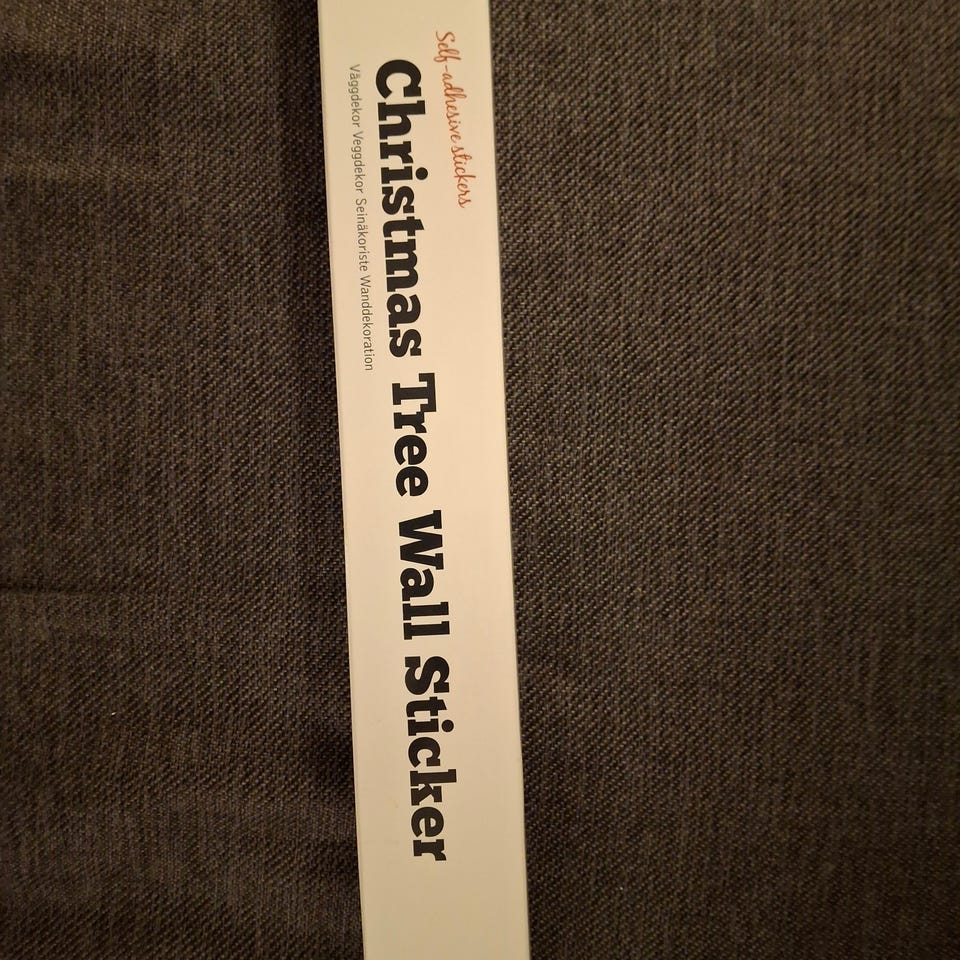 Self-adhesive stickers
Christmas Tree Wall Sticker
Väggdekor Veggdekor Seinäkoriste Wanddekoration